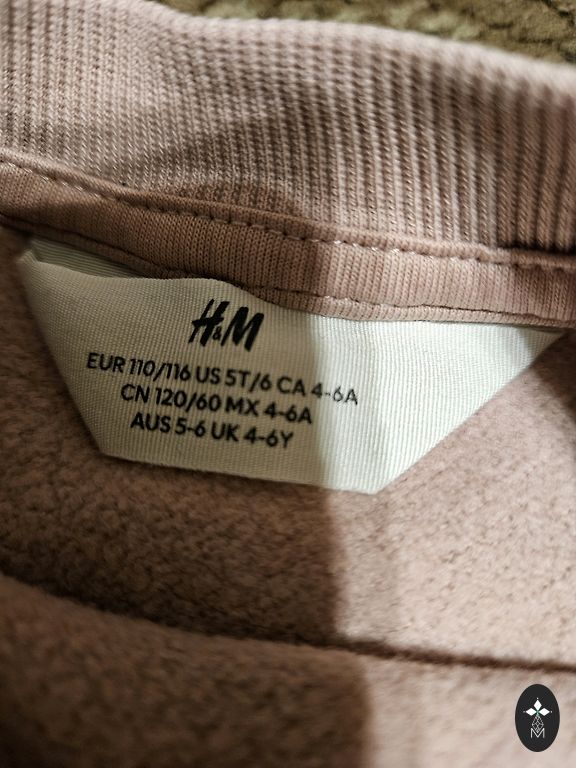 H&M
EUR 110/116 US 5T/6 CA 4-6A
CN 120/60 MX 4-6A
AUS 5-6 UK 4-6Y
M